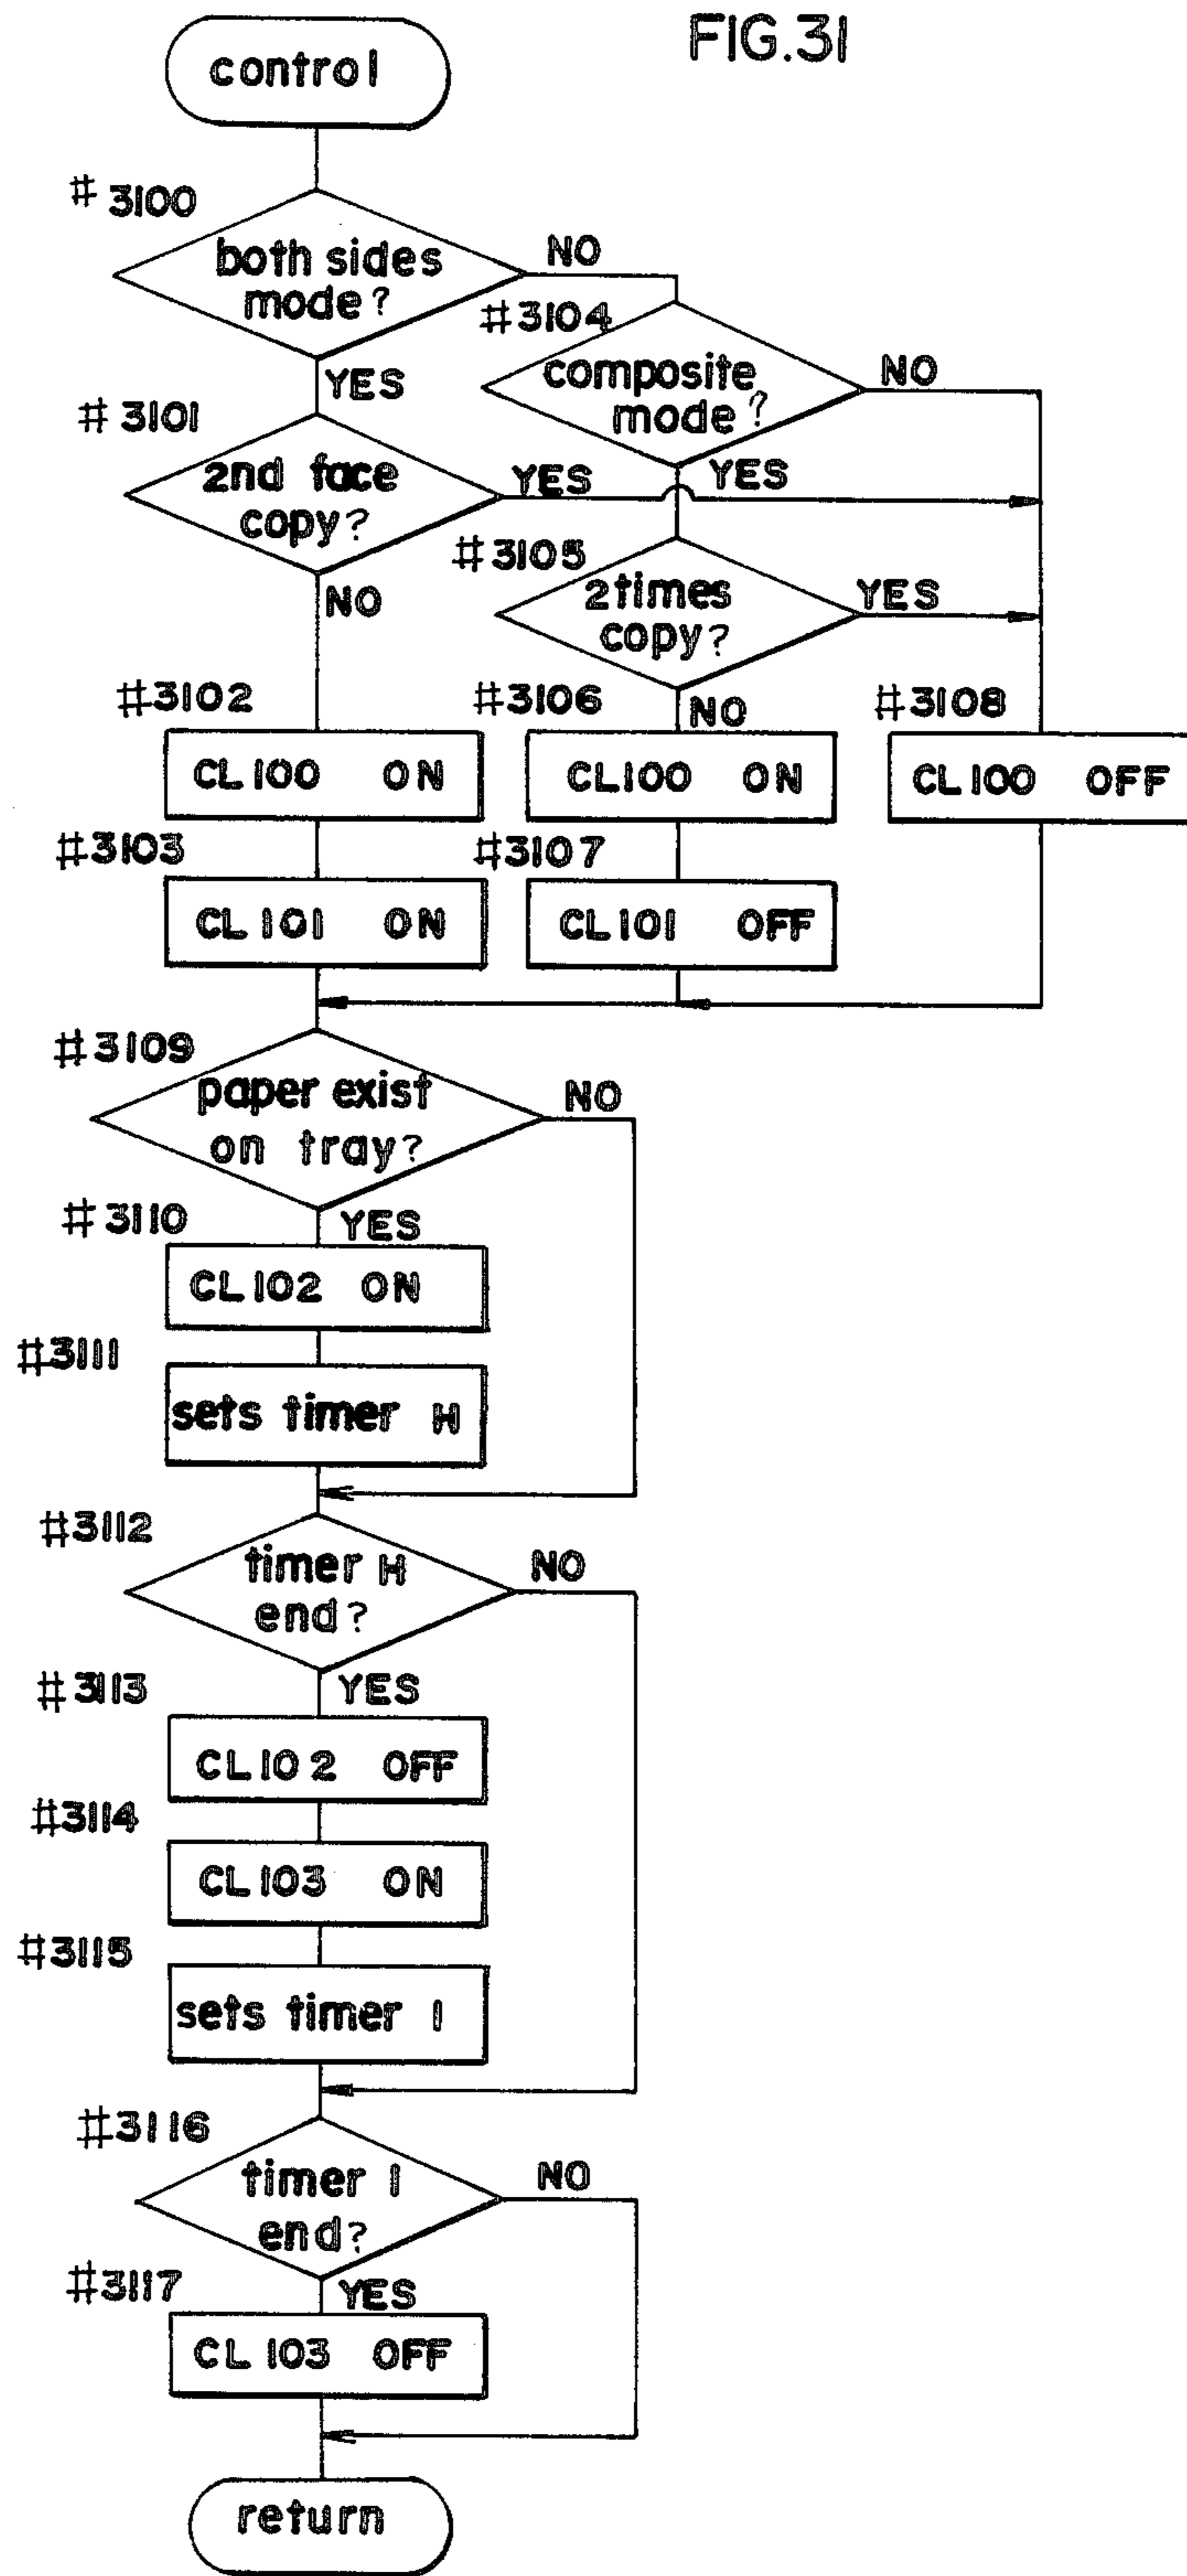 FIG.31
control
#3100
both sides
mode?
NO
YES
#3104
composite
mode?
NO
YES
#3101
2nd face
copy?
YES
NO
#3105
2 times
copy?
YES
NO
#3102
CL100 ON
#3106
CL100 ON
#3108
CL100 OFF
#3103
CL101 ON
#3107
CL101 OFF
#3109
paper exist
on tray?
NO
YES
#3110
CL102 ON
#3111
sets timer H
#3112
timer H
end?
NO
YES
#3113
CL102 OFF
#3114
CL103 ON
#3115
sets timer I
#3116
timer I
end?
NO
YES
#3117
CL103 OFF
return